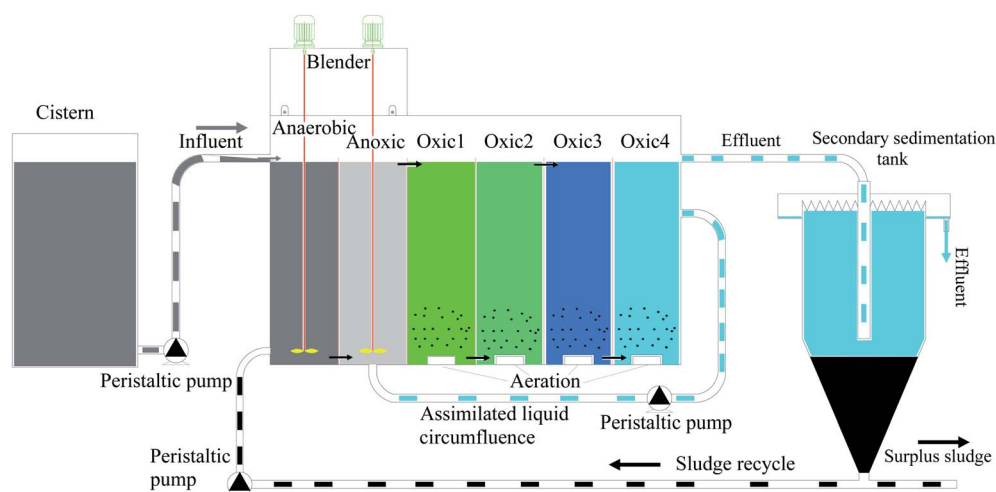 Blender
Cistern
Influent
Anaerobic
Anoxic
Oxic1
Oxic2
Oxic3
Oxic4
Effluent
Secondary sedimentation
tank
Effluent
Peristaltic pump
Aeration
Assimilated liquid
circumfluence
Peristaltic pump
Peristaltic
pump
Sludge recycle
Surplus sludge